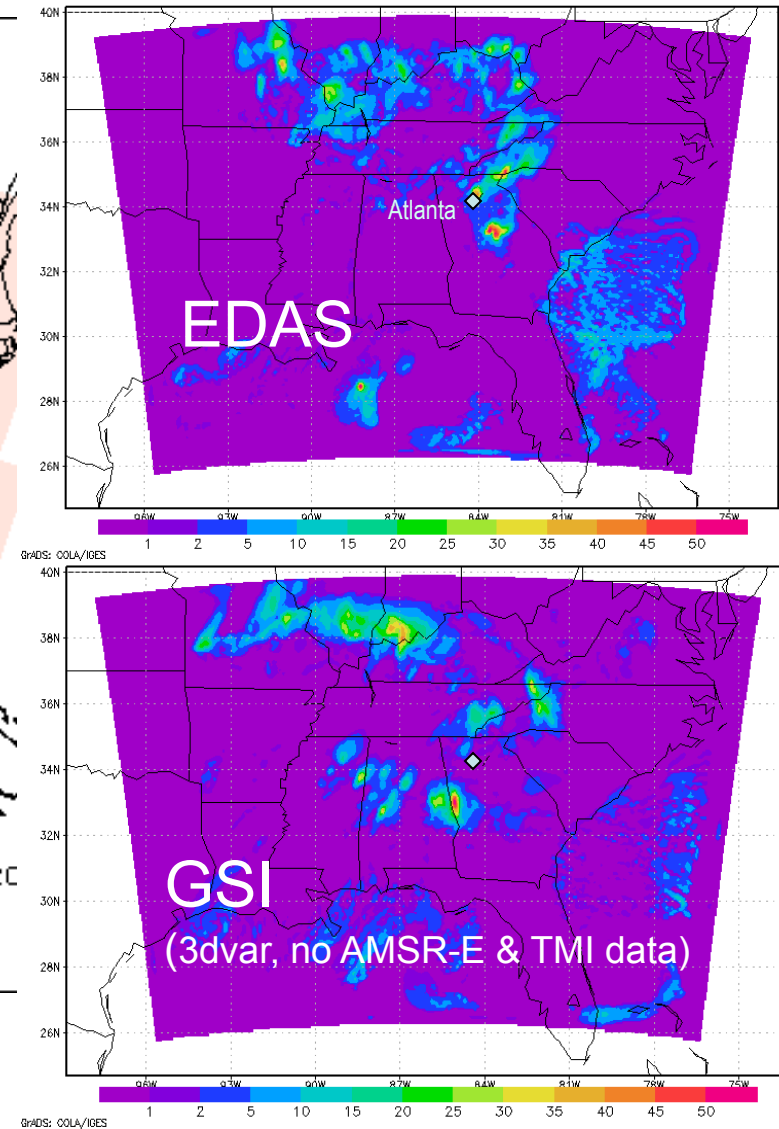 40N
38N
36N
34N
Atlanta
32N
EDAS
30N
28N
26N
96W 93W 90W 87W 84W 81W 78W 75W
1 2 5 10 15 20 25 30 35 40 45 50
GrADS: COLA/IGES
40N
38N
36N
34N
32N
GSI
30N
(3dvar, no AMSR-E & TMI data)
28N
26N
96W 93W 90W 87W 84W 81W 78W 75W
1 2 5 10 15 20 25 30 35 40 45 50
GrADS: COLA/IGES